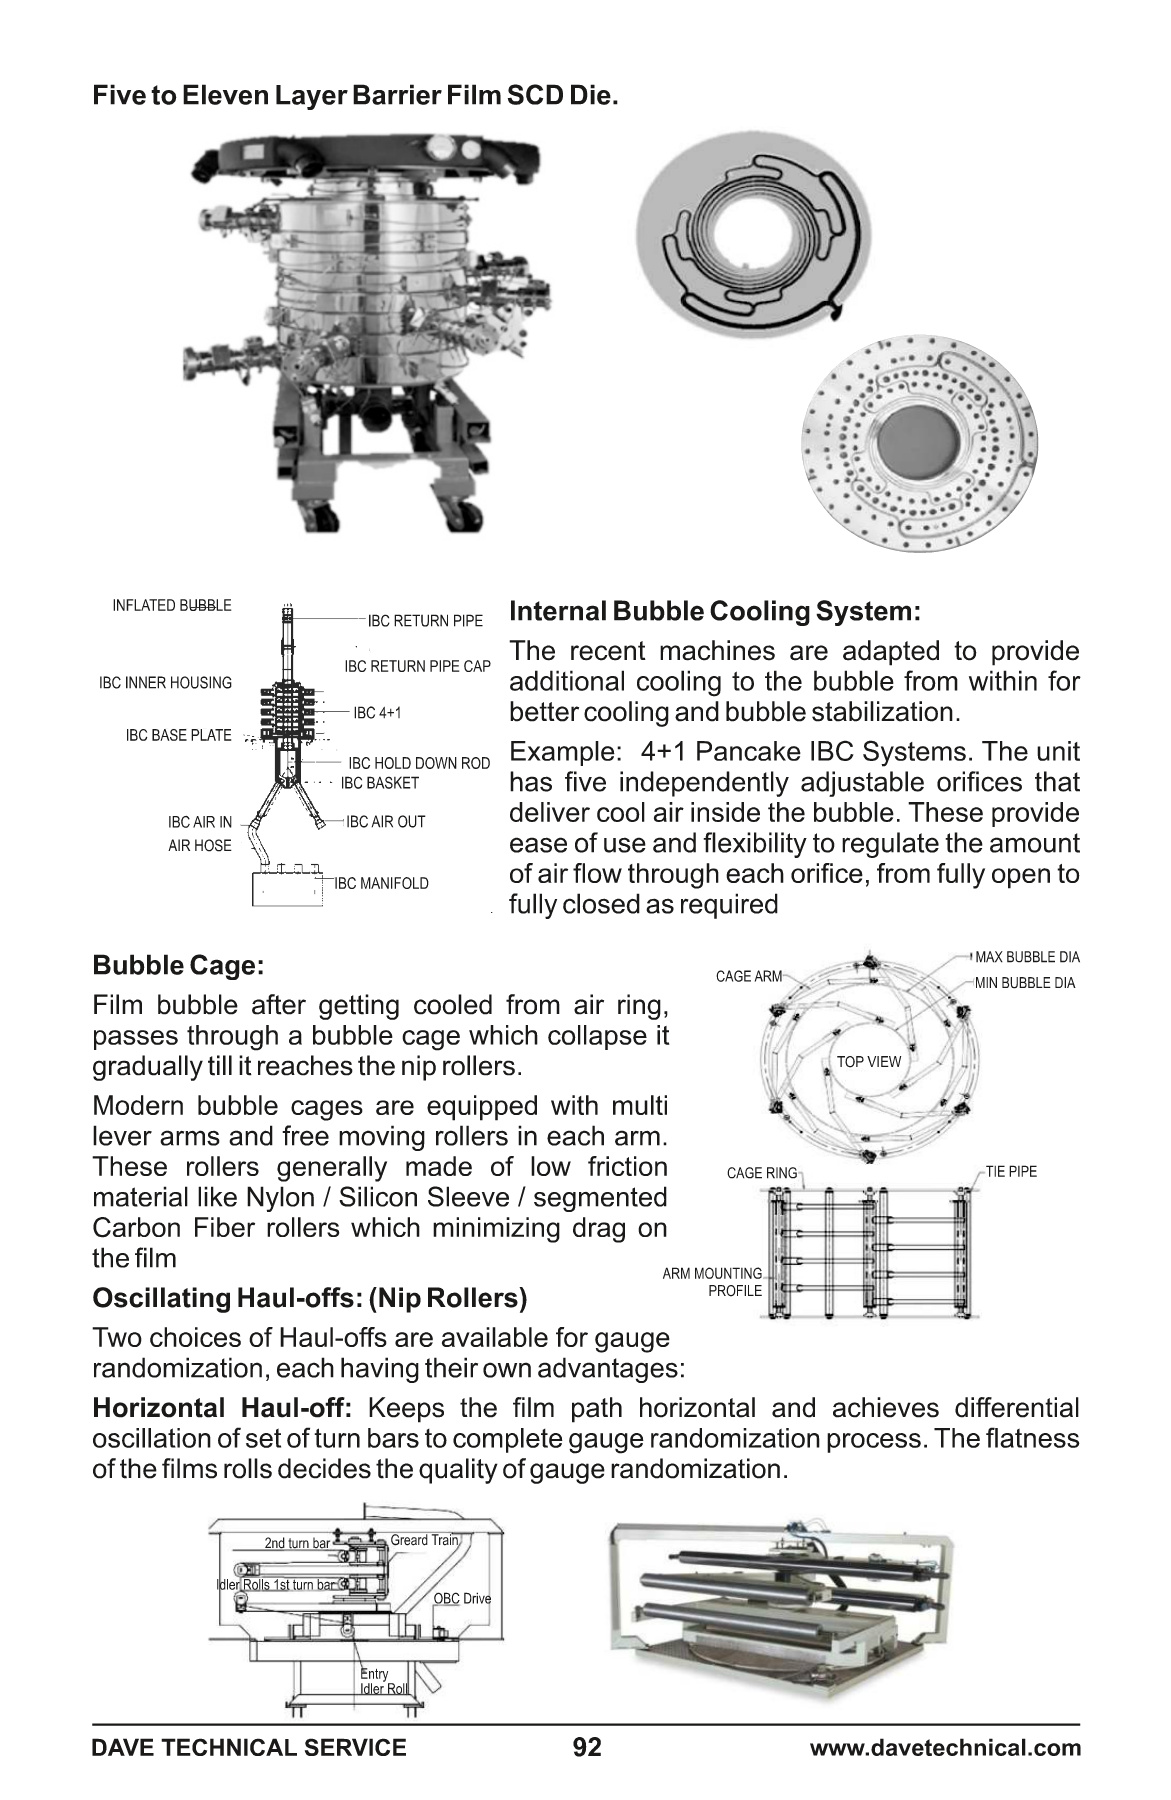 Five to Eleven Layer Barrier Film SCD Die.
INFLATED BUBBLE
IBC RETURN PIPE
IBC RETURN PIPE CAP
IBC INNER HOUSING
IBC 4+1
IBC BASE PLATE
IBC HOLD DOWN ROD
IBC BASKET
IBC AIR IN
IBC AIR OUT
AIR HOSE
IBC MANIFOLD
Internal Bubble Cooling System:
The recent machines are adapted to provide
additional cooling to the bubble from within for
better cooling and bubble stabilization.
Example: 4+1 Pancake IBC Systems. The unit
has five independently adjustable orifices that
deliver cool air inside the bubble. These provide
ease of use and flexibility to regulate the amount
of air flow through each orifice, from fully open to
fully closed as required
Bubble Cage:
Film bubble after getting cooled from air ring,
passes through a bubble cage which collapse it
gradually till it reaches the nip rollers.
Modern bubble cages are equipped with multi
lever arms and free moving rollers in each arm.
These rollers generally made of low friction
material like Nylon / Silicon Sleeve / segmented
Carbon Fiber rollers which minimizing drag on
the film
MAX BUBBLE DIA
CAGE ARM
MIN BUBBLE DIA
TOP VIEW
CAGE RING
TIE PIPE
ARM MOUNTING
PROFILE
Oscillating Haul-offs: (Nip Rollers)
Two choices of Haul-offs are available for gauge
randomization, each having their own advantages:
Horizontal Haul-off: Keeps the film path horizontal and achieves differential
oscillation of set of turn bars to complete gauge randomization process. The flatness
of the films rolls decides the quality of gauge randomization.
2nd turn bar
Greard Train
Idler Rolls 1st turn bar
OBC Drive
Entry
Idler Roll
DAVE TECHNICAL SERVICE
92
www.davetechnical.com